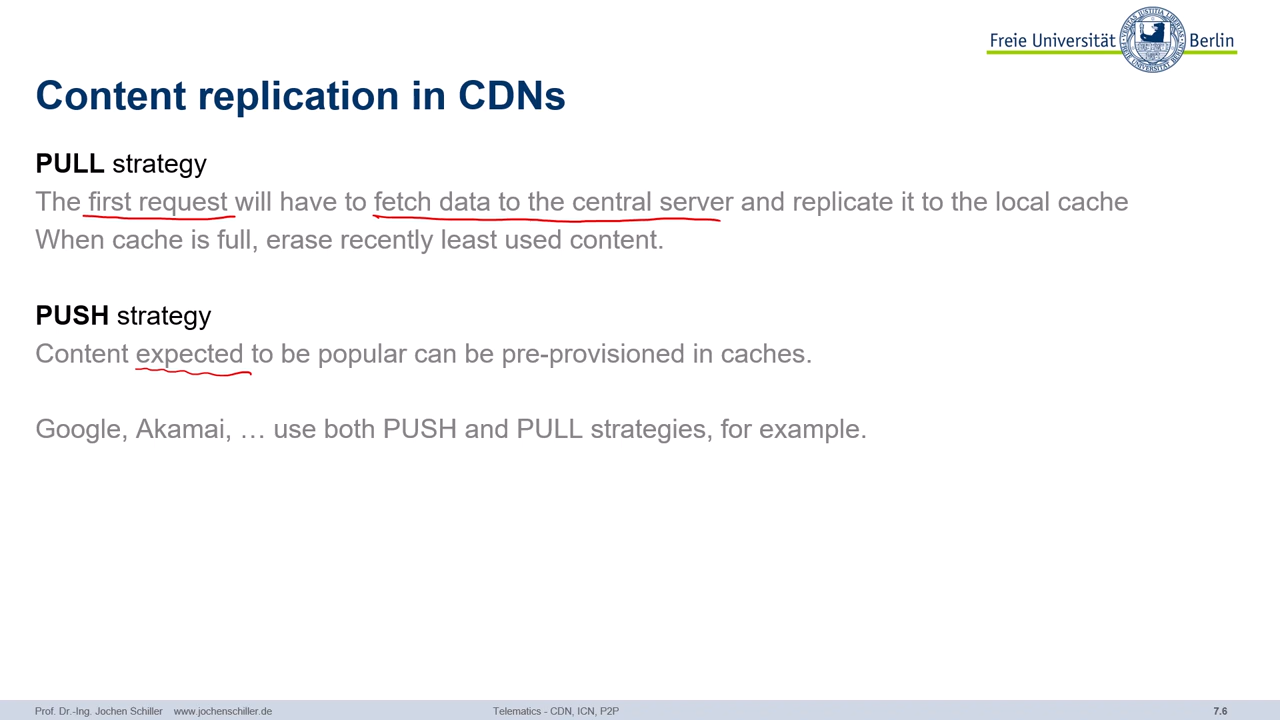 Freie Universität Berlin
Content replication in CDNs
PULL strategy
The first request will have to fetch data to the central server and replicate it to the local cache
When cache is full, erase recently least used content.
PUSH strategy
Content expected to be popular can be pre-provisioned in caches.
Google, Akamai, … use both PUSH and PULL strategies, for example.
Prof. Dr.-Ing. Jochen Schiller www.jochenschiller.de Telematics - CDN, ICN, P2P 7.6